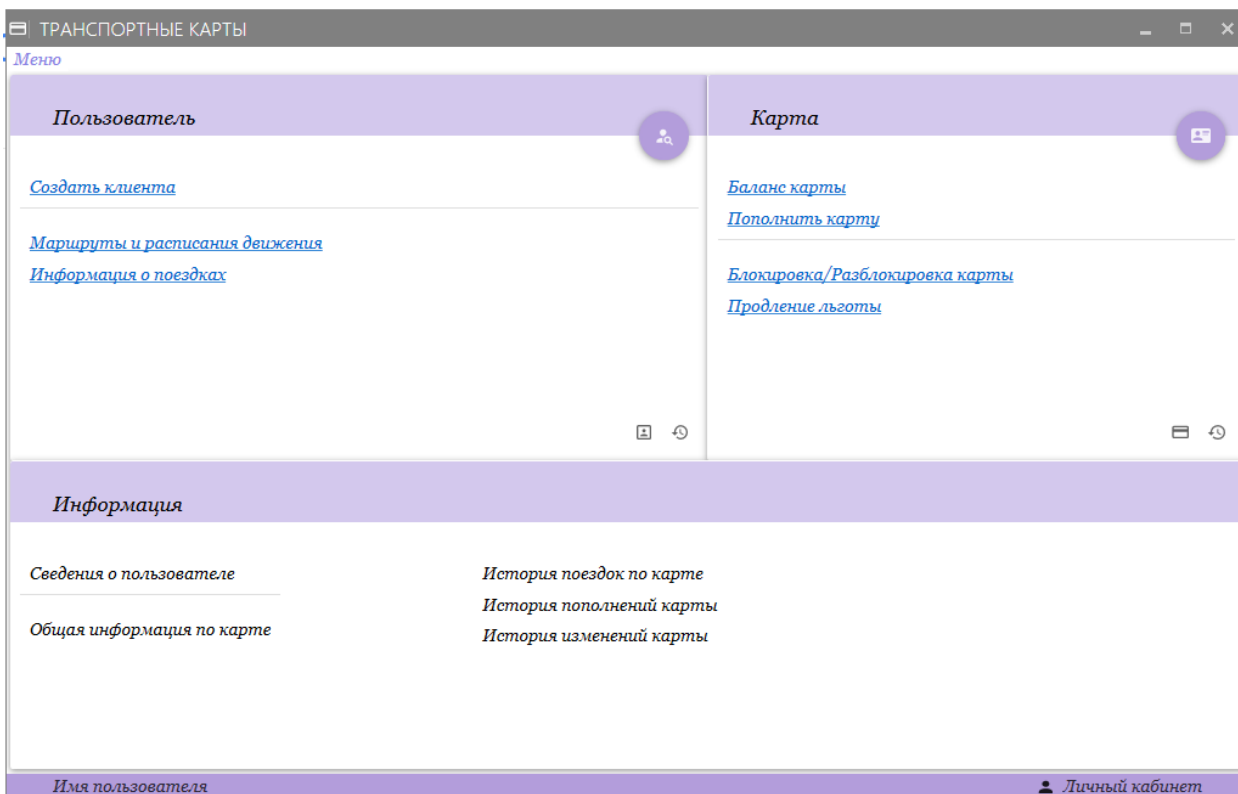 ТРАНСПОРТНЫЕ КАРТЫ
Меню
Пользователь
Создать клиента
Маршруты и расписания движения
Информация о поездках
Карта
Баланс карты
Пополнить карту
Блокировка/Разблокировка карты
Продление льготы
Информация
Сведения о пользователе
Общая информация по карте
История поездок по карте
История пополнений карты
История изменений карты
Имя пользователя
Личный кабинет